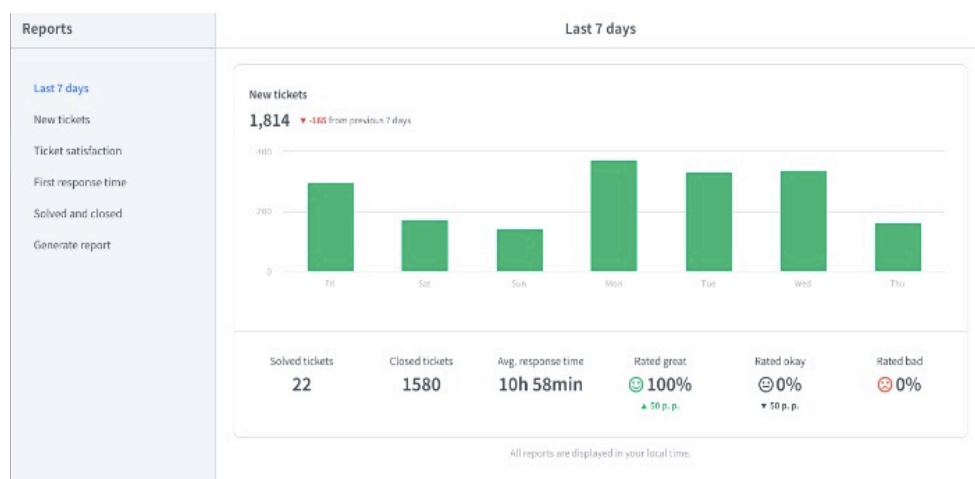 Reports
Last 7 days
Last 7 days
New tickets
Ticket satisfaction
First response time
Solved and closed
Generate report
New tickets
1,814 ▼ -165 from previous 7 days
400
200
0
Fri Sat Sun Mon Tue Wed Thu
Solved tickets Closed tickets Avg. response time Rated great Rated okay Rated bad
22 1580 10h 58min 100% 0% 0%
▲ 50 p. p. ▼ 50 p. p.
All reports are displayed in your local time.